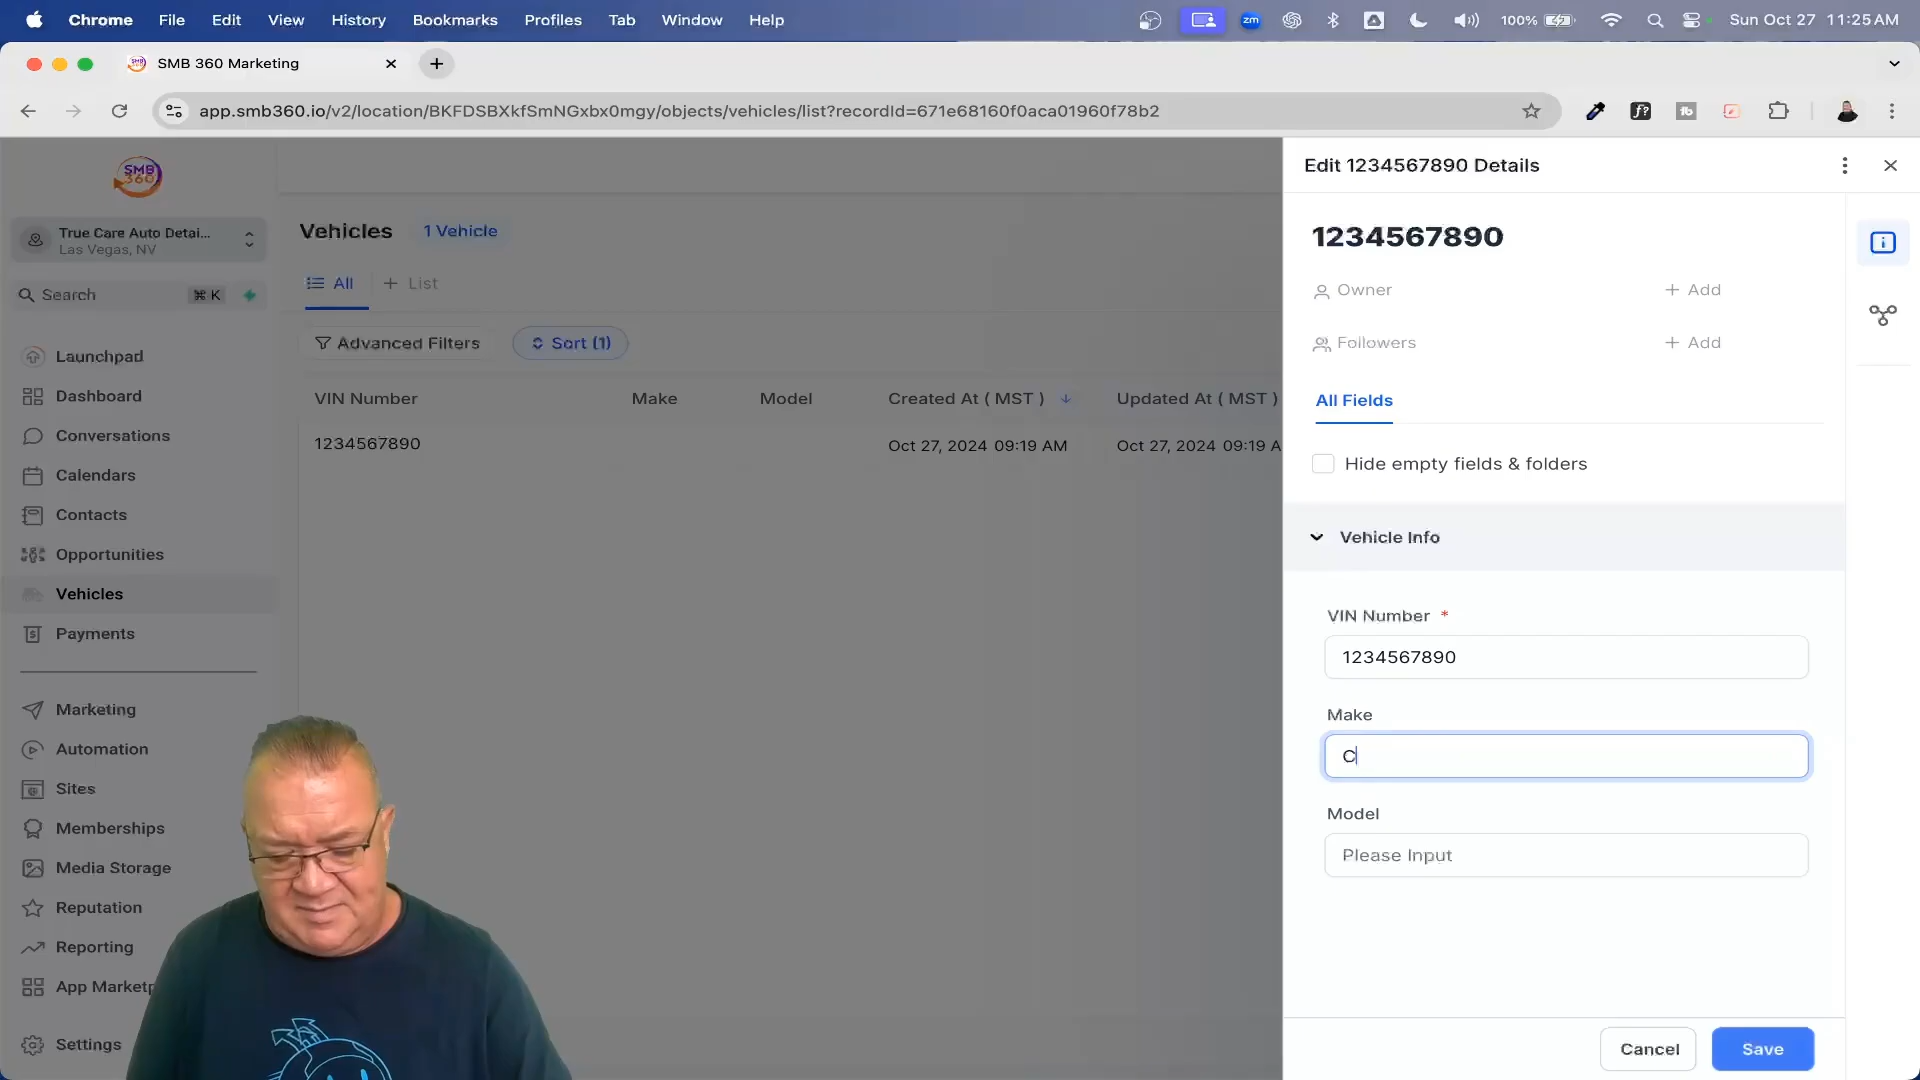 Chrome File Edit View History Bookmarks Profiles Tab Window Help
zm 100% Sun Oct 27 11:25 AM
SMB 360 Marketing
app.smb360.io/v2/location/BKFDSBXkfSmNGxbx0mgy/objects/vehicles/list?recordId=671e68160f0aca01960f78b2
f?
tb
SMB
360
True Care Auto Detai...
Las Vegas, NV
Search ⌘ K
Launchpad
Dashboard
Conversations
Calendars
Contacts
Opportunities
Vehicles
Payments
Marketing
Automation
Sites
Memberships
Media Storage
Reputation
Reporting
App Marketp
Settings
Vehicles 1 Vehicle
All + List
Advanced Filters Sort (1)
VIN Number Make Model Created At ( MST ) Updated At ( MST )
1234567890 Oct 27, 2024 09:19 AM Oct 27, 2024 09:19 A
Edit 1234567890 Details
1234567890
Owner + Add
Followers + Add
All Fields
Hide empty fields & folders
Vehicle Info
VIN Number *
1234567890
Make
C
Model
Please Input
Cancel Save